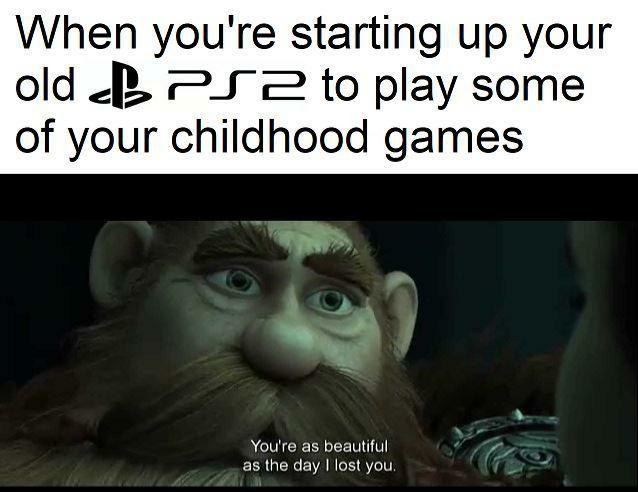 When you're starting up your
old PS2 to play some
of your childhood games
You're as beautiful
as the day I lost you.